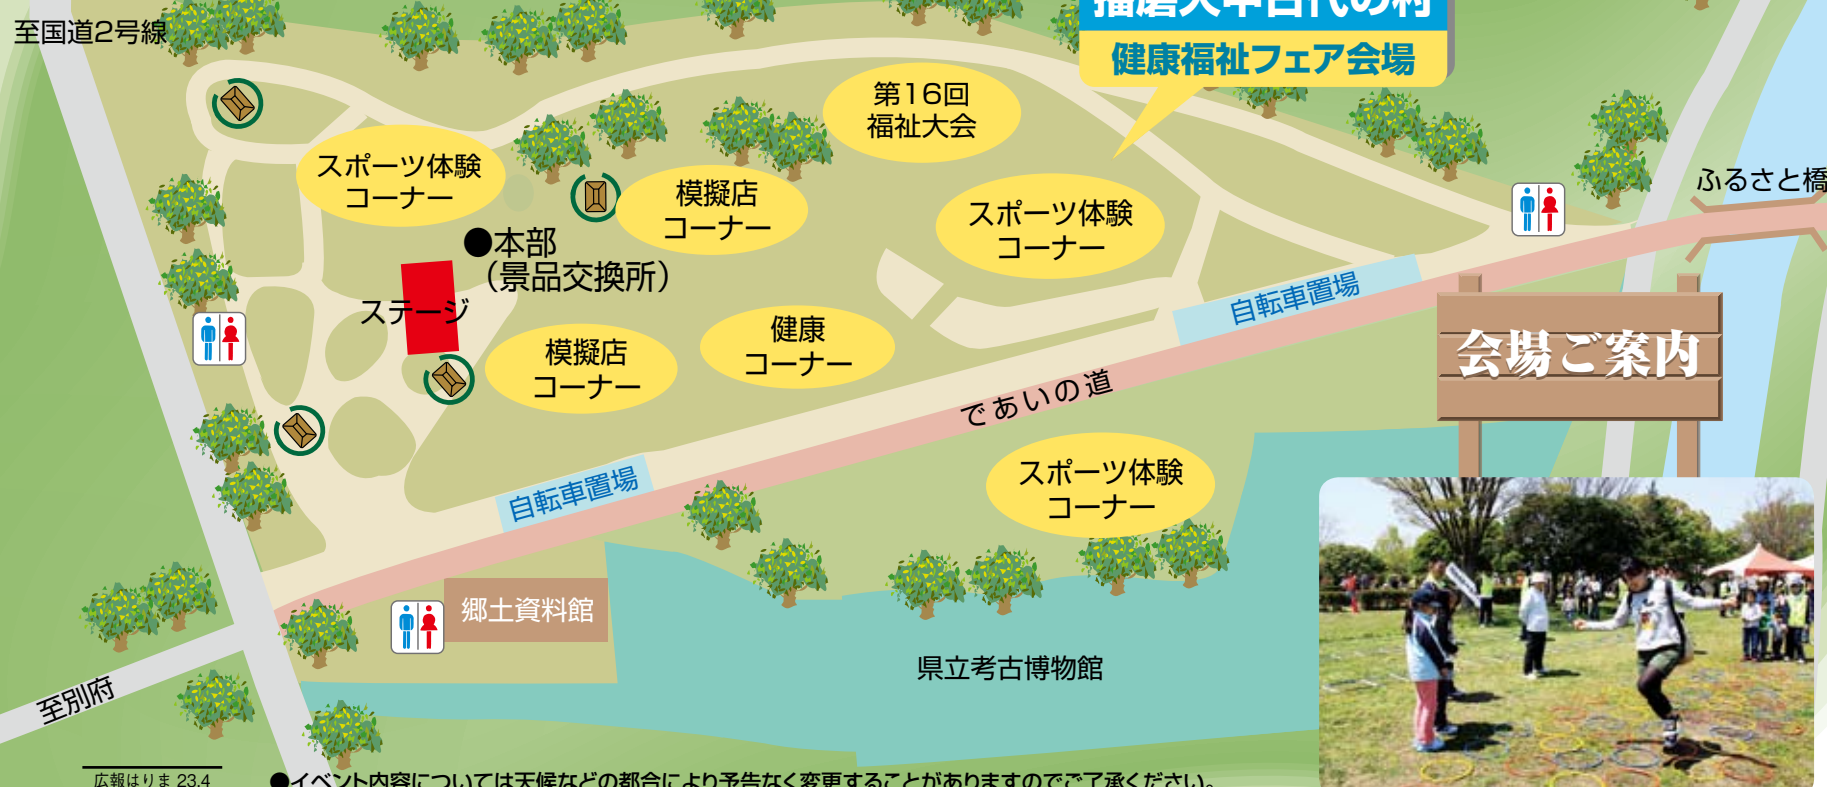 至国道2号線
播磨大中古代の村
健康福祉フェア会場
第16回
福祉大会
スポーツ体験
コーナー
模擬店
コーナー
スポーツ体験
コーナー
ふるさと橋
●本部
（景品交換所）
ステージ
模擬店
コーナー
健康
コーナー
自転車置場
会場ご案内
であいの道
自転車置場
スポーツ体験
コーナー
郷土資料館
県立考古博物館
至別府
広報はりま 23.4
●イベント内容については天候などの都合により予告なく変更することがありますのでご了承ください。